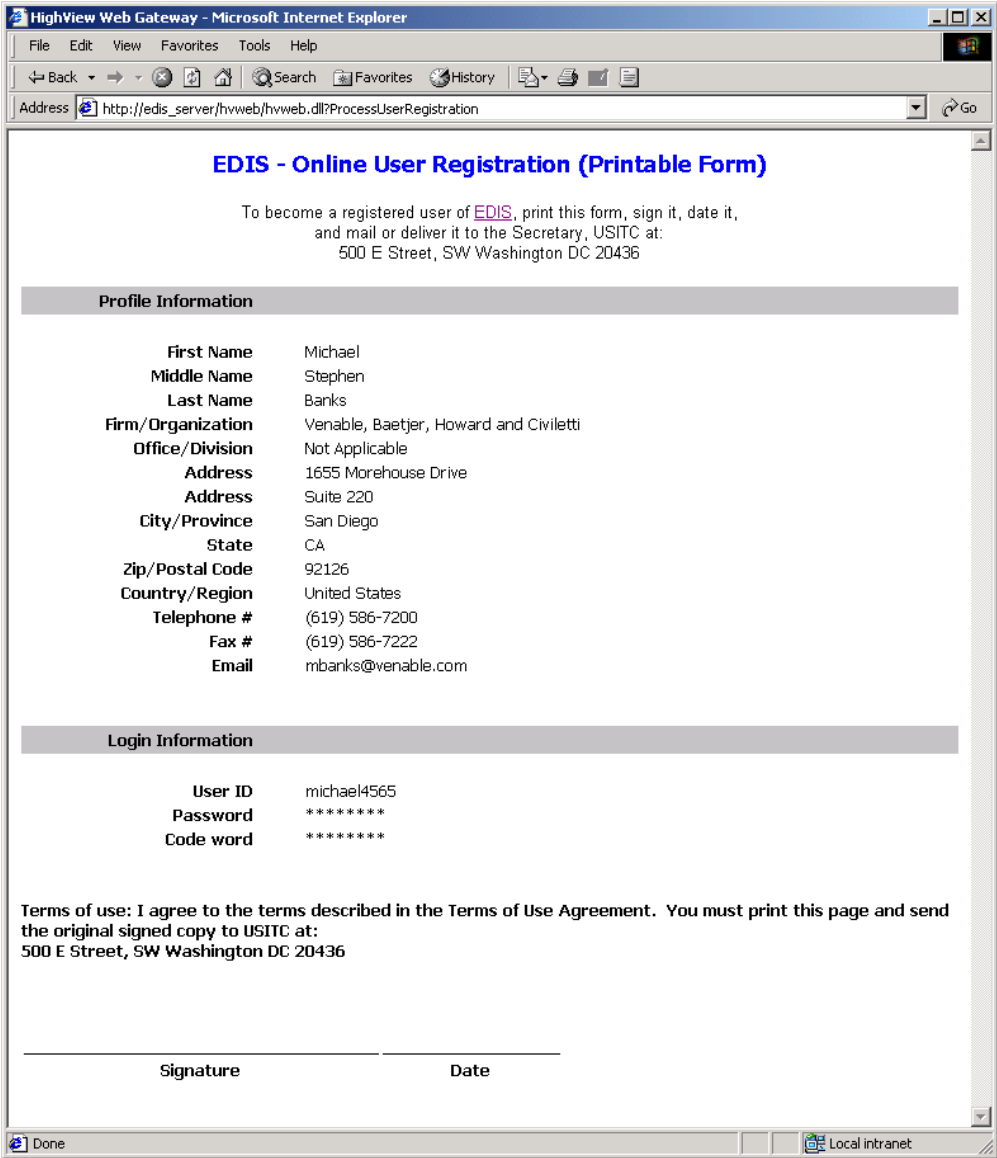 HighView Web Gateway - Microsoft Internet Explorer
File Edit View Favorites Tools Help
Back Search Favorites History
Address http://edis_server/hvweb/hvweb.dll?ProcessUserRegistration Go
EDIS - Online User Registration (Printable Form)
To become a registered user of EDIS, print this form, sign it, date it,
and mail or deliver it to the Secretary, USITC at:
500 E Street, SW Washington DC 20436
Profile Information
First Name Michael
Middle Name Stephen
Last Name Banks
Firm/Organization Venable, Baetjer, Howard and Civiletti
Office/Division Not Applicable
Address 1655 Morehouse Drive
Address Suite 220
City/Province San Diego
State CA
Zip/Postal Code 92126
Country/Region United States
Telephone # (619) 586-7200
Fax # (619) 586-7222
Email mbanks@venable.com
Login Information
User ID michael4565
Password ********
Code word ********
Terms of use: I agree to the terms described in the Terms of Use Agreement. You must print this page and send
the original signed copy to USITC at:
500 E Street, SW Washington DC 20436
Signature Date
Done Local intranet